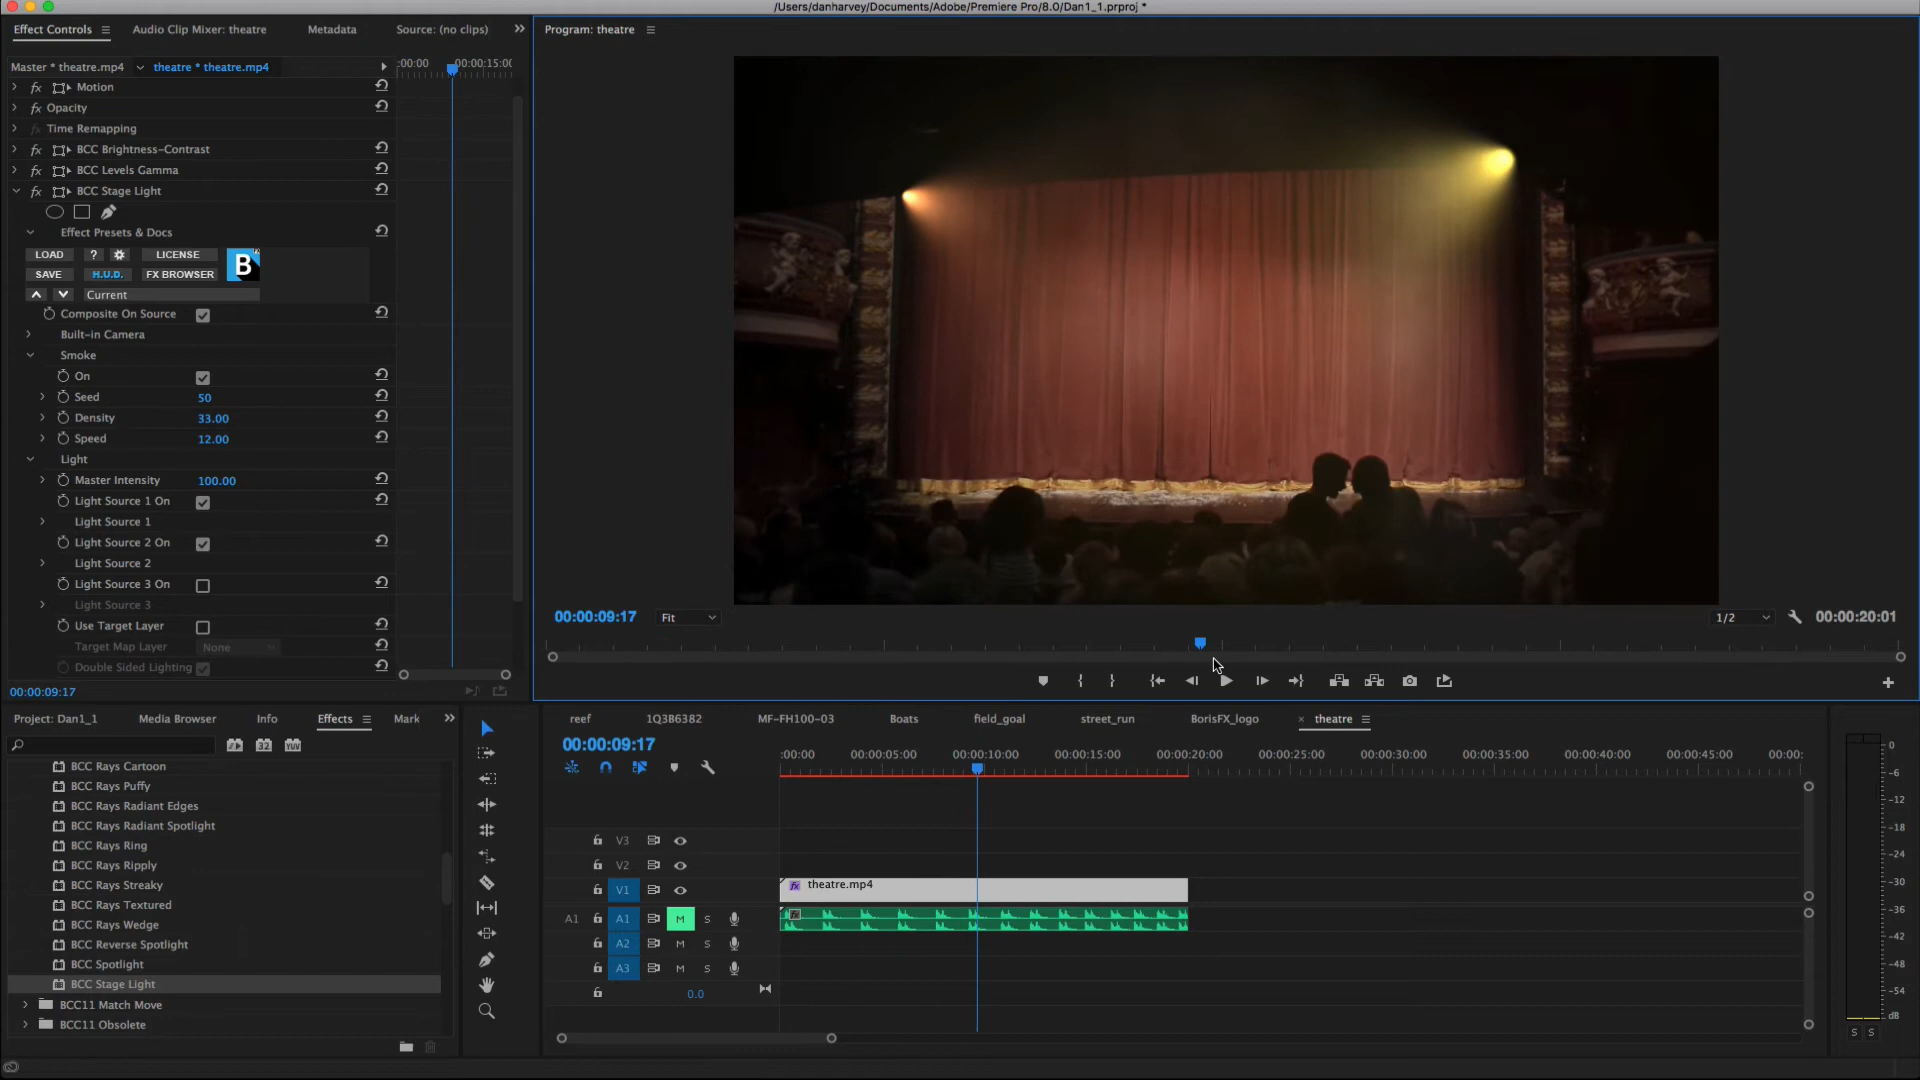 /Users/danharvey/Documents/Adobe/Premiere Pro/8.0/Dan1_1.prproj *
Effect Controls
Audio Clip Mixer: theatre
Metadata
Source: (no clips)
Program: theatre
Master * theatre.mp4
theatre * theatre.mp4
:00:00
00:00:15:00
fx Motion
fx Opacity
fx Time Remapping
fx BCC Brightness-Contrast
fx BCC Levels Gamma
fx BCC Stage Light
Effect Presets & Docs
LOAD ? LICENSE
SAVE H.U.D. FX BROWSER
B
Current
Composite On Source
Built-in Camera
Smoke
On
Seed 50
Density 33.00
Speed 12.00
Light
Master Intensity 100.00
Light Source 1 On
Light Source 1
Light Source 2 On
Light Source 2
Light Source 3 On
Light Source 3
Use Target Layer
Target Map Layer None
Double Sided Lighting
00:00:09:17
00:00:09:17 Fit 1/2 00:00:20:01
Project: Dan1_1
Media Browser
Info
Effects
Mark
32 YUV
BCC Rays Cartoon
BCC Rays Puffy
BCC Rays Radiant Edges
BCC Rays Radiant Spotlight
BCC Rays Ring
BCC Rays Ripply
BCC Rays Streaky
BCC Rays Textured
BCC Rays Wedge
BCC Reverse Spotlight
BCC Spotlight
BCC Stage Light
BCC11 Match Move
BCC11 Obsolete
reef 1Q3B6382 MF-FH100-03 Boats field_goal street_run BorisFX_logo × theatre
00:00:09:17
:00:00 00:00:05:00 00:00:10:00 00:00:15:00 00:00:20:00 00:00:25:00 00:00:30:00 00:00:35:00 00:00:40:00 00:00:45:00 00:00:
V3
V2
V1
fx theatre.mp4
A1 A1 M S
fx
A2 M S
A3 M S
0.0
0
-6
-12
-18
-24
-30
-36
-42
-48
-54
dB
S S